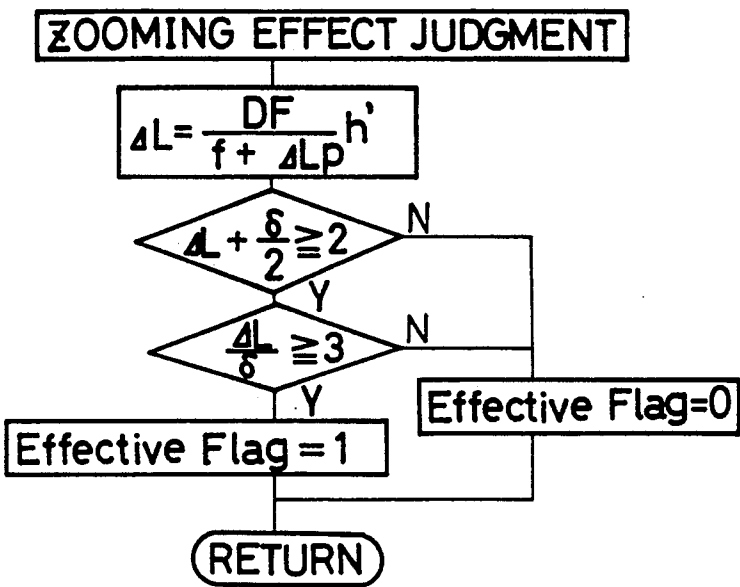 ZOOMING EFFECT JUDGMENT
ΔL = DF / (f + ΔLp) h'
ΔL + δ/2 ≧ 2
N
Y
ΔL/δ ≧ 3
N
Y
Effective Flag=0
Effective Flag = 1
RETURN